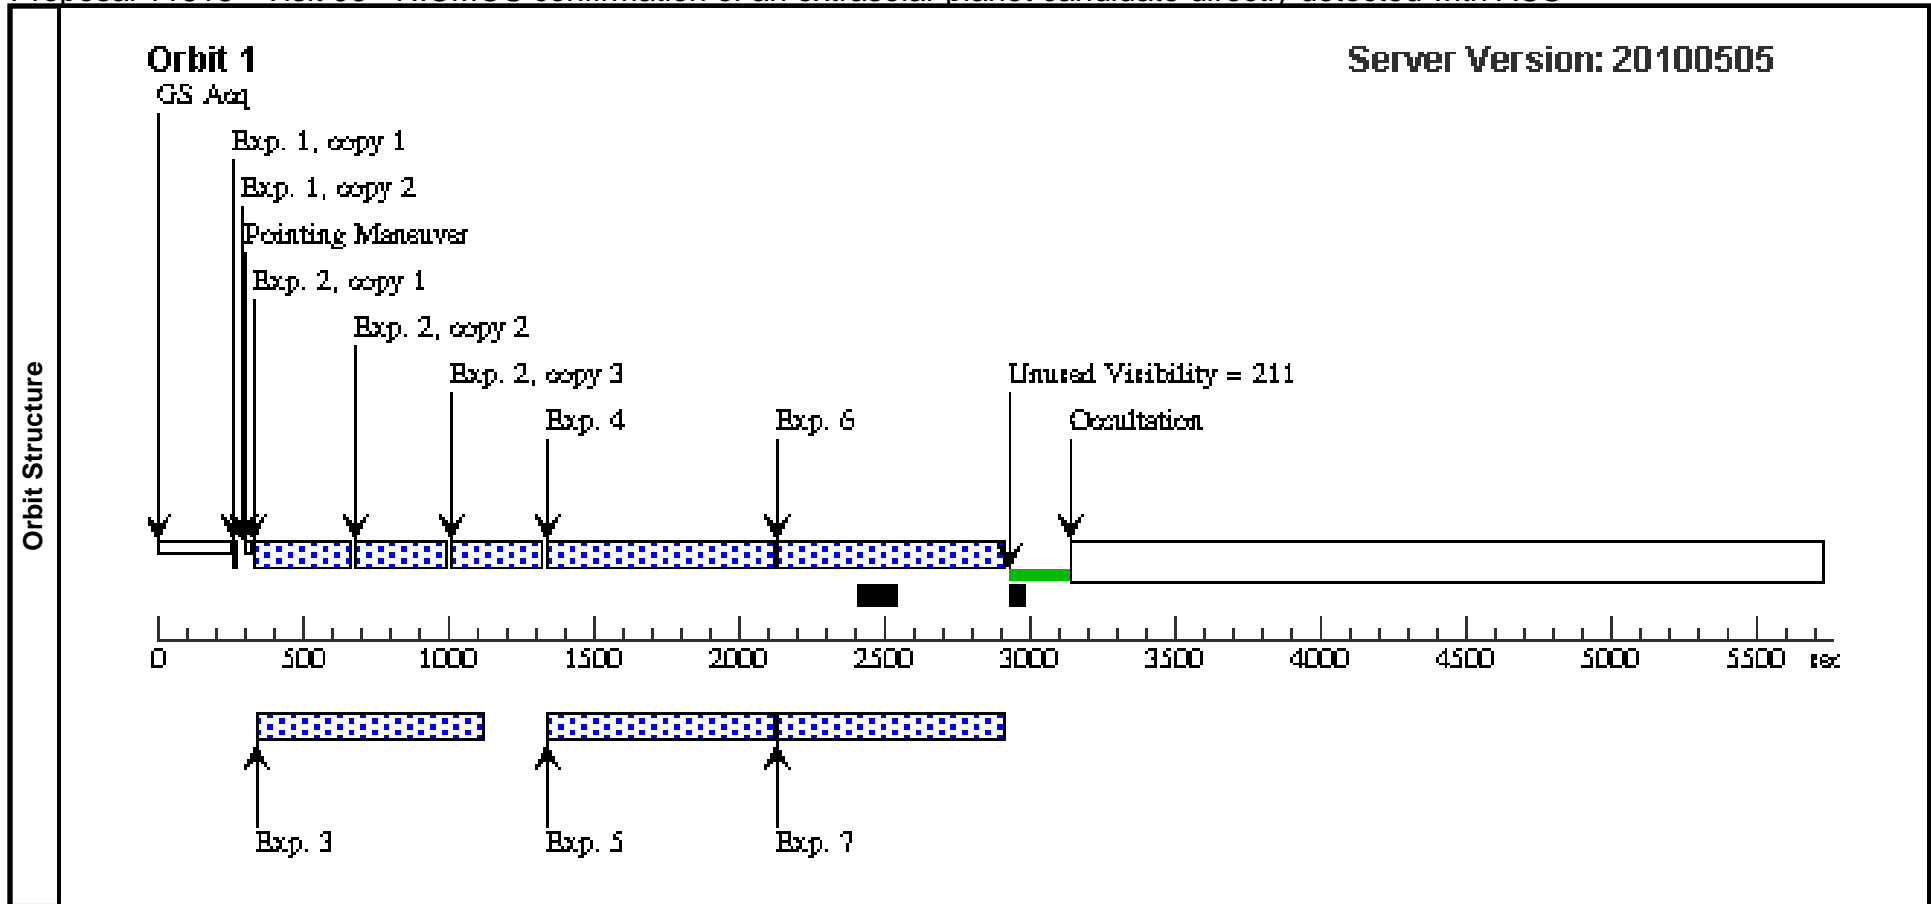 Orbit 1
Server Version: 20100505
GS Acq
Exp. 1, copy 1
Exp. 1, copy 2
Pointing Maneuver
Exp. 2, copy 1
Exp. 2, copy 2
Exp. 2, copy 3
Unused Visibility = 211
Exp. 4
Exp. 6
Occultation
Orbit Structure
0 500 1000 1500 2000 2500 3000 3500 4000 4500 5000 5500 sec
Exp. 3
Exp. 5
Exp. 7